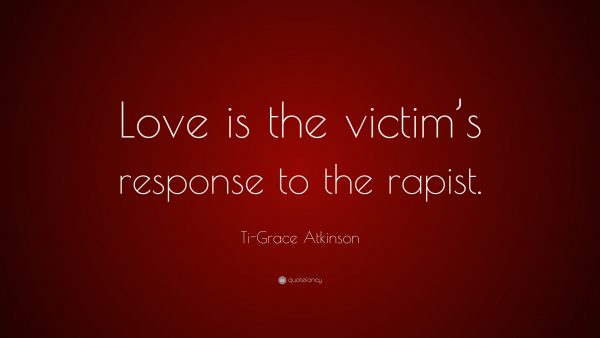 Love is the victim's
response to the rapist.
Ti-Grace Atkinson
quotefancy